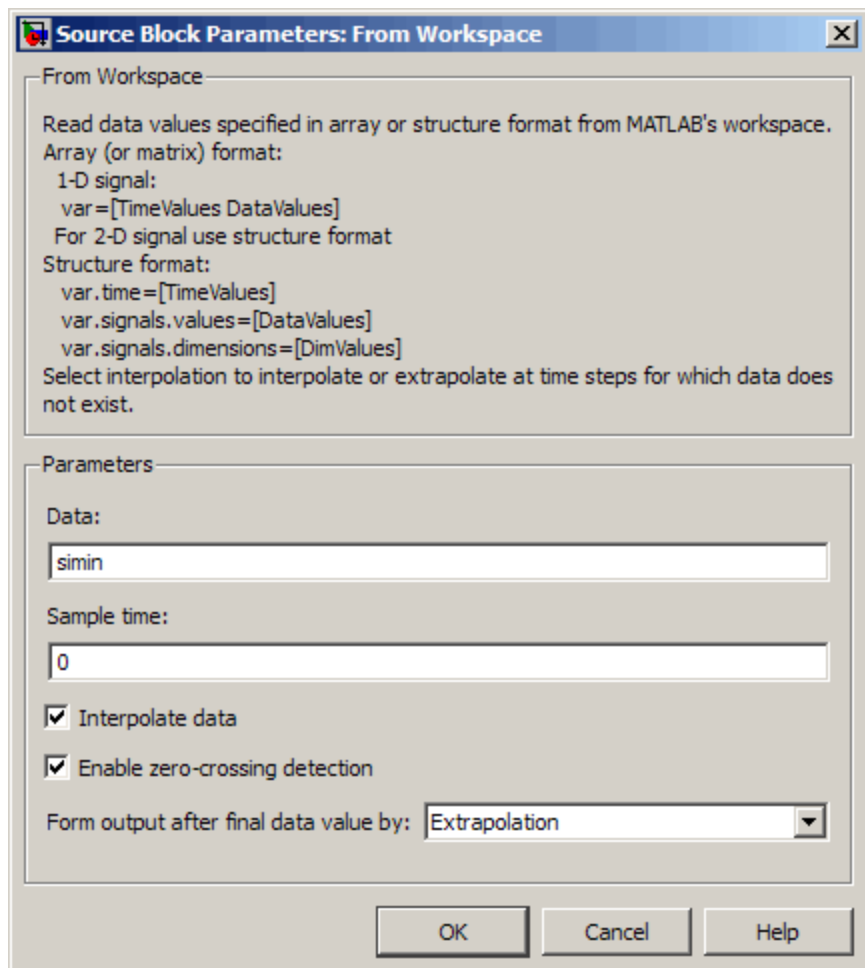 Source Block Parameters: From Workspace
From Workspace
Read data values specified in array or structure format from MATLAB's workspace.
Array (or matrix) format:
1-D signal:
var=[TimeValues DataValues]
For 2-D signal use structure format
Structure format:
var.time=[TimeValues]
var.signals.values=[DataValues]
var.signals.dimensions=[DimValues]
Select interpolation to interpolate or extrapolate at time steps for which data does
not exist.
Parameters
Data:
simin
Sample time:
0
Interpolate data
Enable zero-crossing detection
Form output after final data value by: Extrapolation
OK Cancel Help